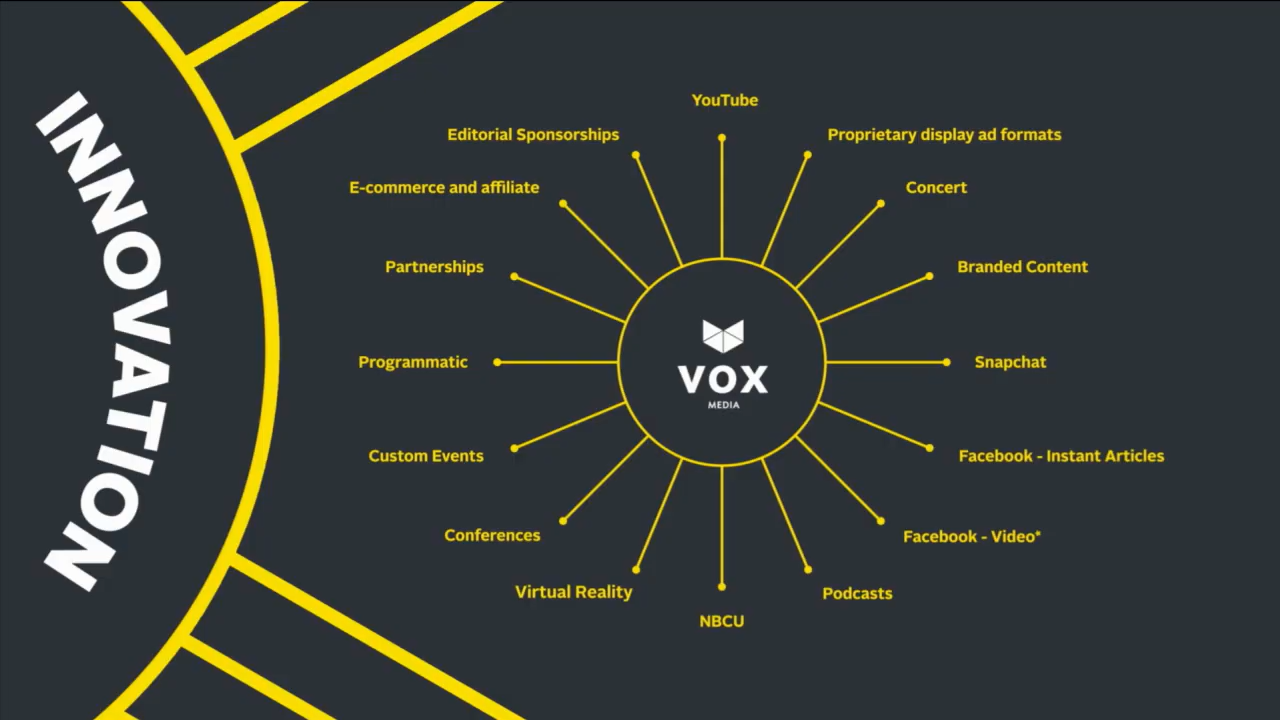 INNOVATION
YouTube
Editorial Sponsorships
Proprietary display ad formats
E-commerce and affiliate
Concert
Partnerships
Branded Content
Programmatic
VOX
MEDIA
Snapchat
Custom Events
Facebook - Instant Articles
Conferences
Facebook - Video*
Virtual Reality
Podcasts
NBCU